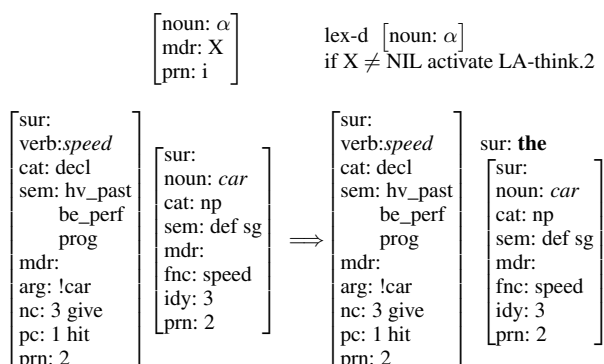 noun: α
mdr: X
prn: i
lex-d [noun: α]
if X ≠ NIL activate LA-think.2
sur:
verb:speed
cat: decl
sem: hv_past
be_perf
prog
mdr:
arg: !car
nc: 3 give
pc: 1 hit
prn: 2
sur:
noun: car
cat: np
sem: def sg
mdr:
fnc: speed
idy: 3
prn: 2
⟹
sur:
verb:speed
cat: decl
sem: hv_past
be_perf
prog
mdr:
arg: !car
nc: 3 give
pc: 1 hit
prn: 2
sur: the
sur:
noun: car
cat: np
sem: def sg
mdr:
fnc: speed
idy: 3
prn: 2